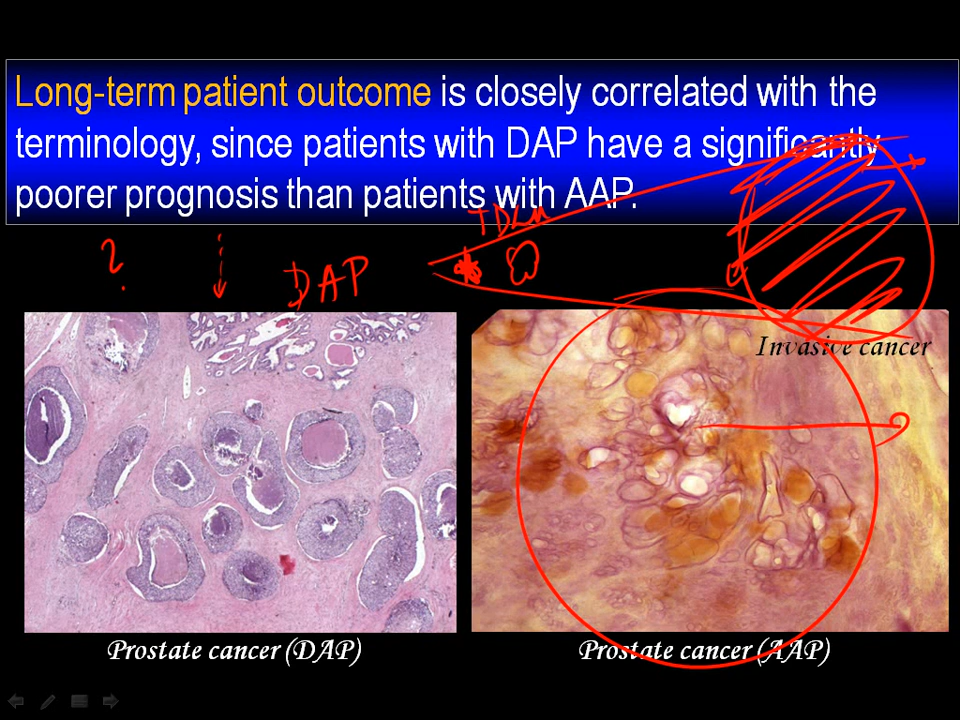 Long-term patient outcome is closely correlated with the
terminology, since patients with DAP have a significantly
poorer prognosis than patients with AAP.
?
DAP
Invasive cancer
Prostate cancer (DAP)
Prostate cancer (AAP)